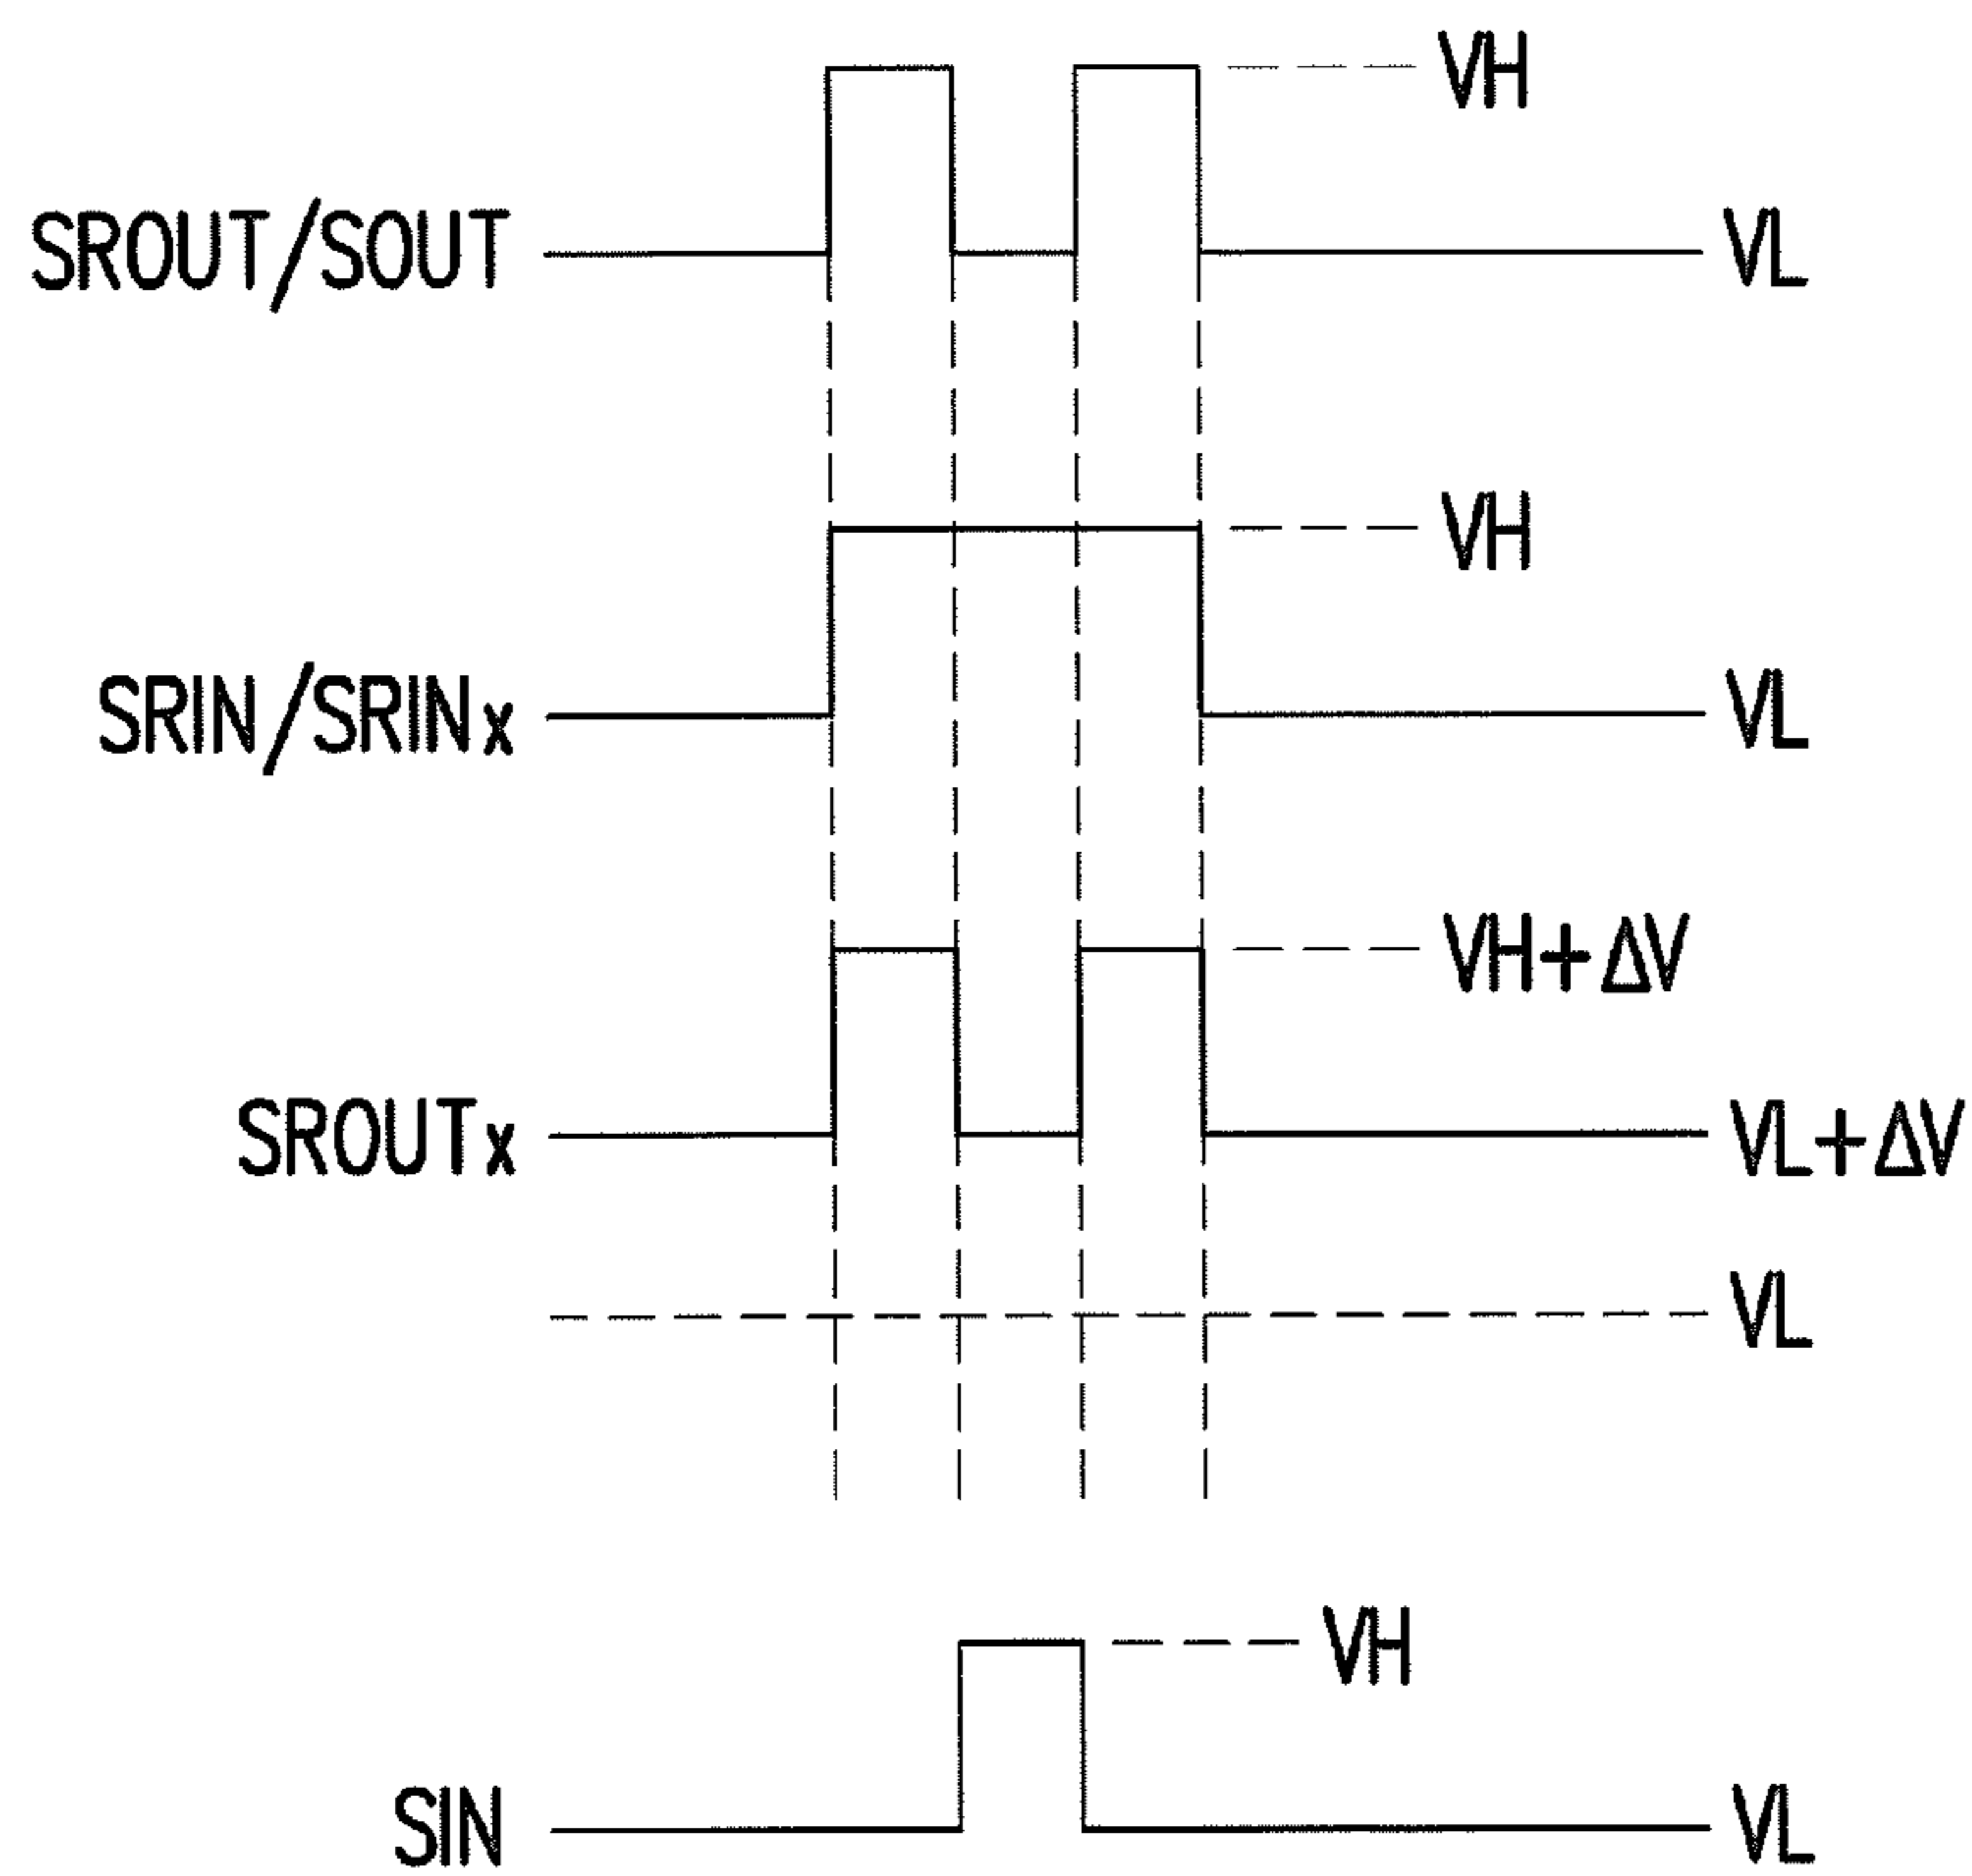 VH
SROUT/SOUT VL
VH
SRIN/SRINx VL
VH+ΔV
SROUTx VL+ΔV
VL
VH
SIN VL